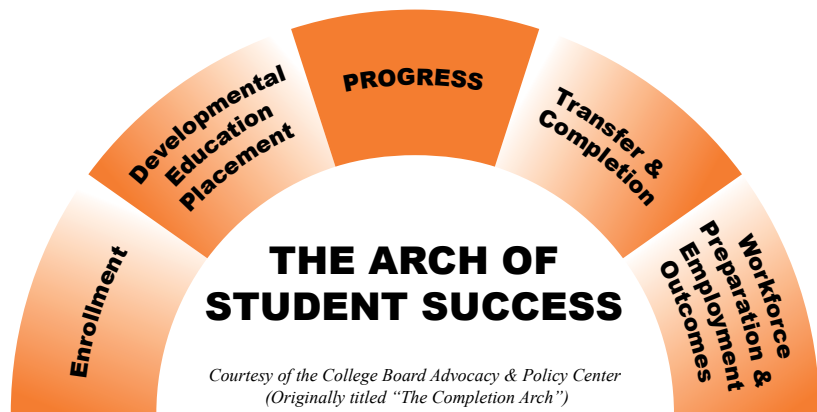 Enrollment
Developmental
Education
Placement
PROGRESS
Transfer &
Completion
Workforce
Preparation &
Employment
Outcomes
THE ARCH OF
STUDENT SUCCESS
Courtesy of the College Board Advocacy & Policy Center
(Originally titled “The Completion Arch”)